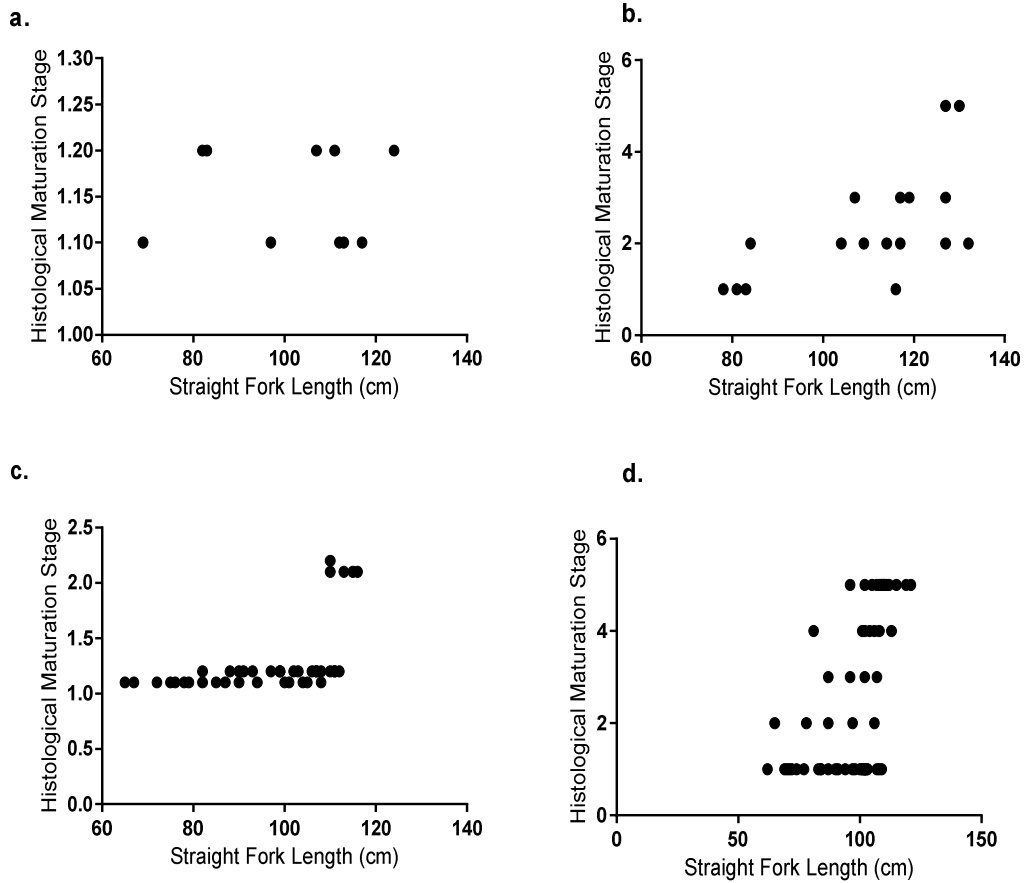 a.
Histological Maturation Stage
1.30
1.25
1.20
1.15
1.10
1.05
1.00
60 80 100 120 140
Straight Fork Length (cm)
b.
Histological Maturation Stage
6
4
2
0
60 80 100 120 140
Straight Fork Length (cm)
c.
Histological Maturation Stage
2.5
2.0
1.5
1.0
0.5
0.0
60 80 100 120 140
Straight Fork Length (cm)
d.
Histological Maturation Stage
6
4
2
0
0 50 100 150
Straight Fork Length (cm)